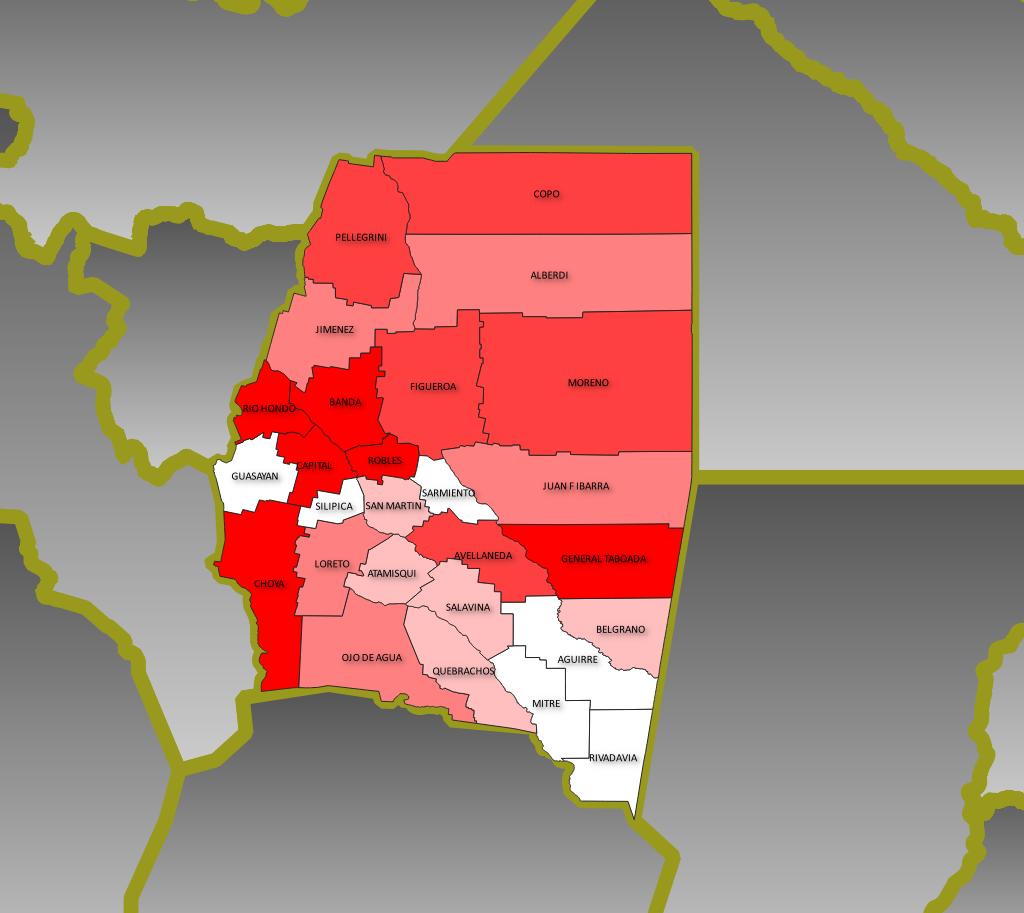 COPO
PELLEGRINI
ALBERDI
JIMENEZ
FIGUEROA
MORENO
BANDA
RIO HONDO
ROBLES
CAPITAL
GUASAYAN
SARMIENTO
JUAN F IBARRA
SILIPICA
SAN MARTIN
AVELLANEDA
GENERAL TABOADA
LORETO
ATAMISQUI
CHOYA
SALAVINA
BELGRANO
OJO DE AGUA
AGUIRRE
QUEBRACHOS
MITRE
RIVADAVIA